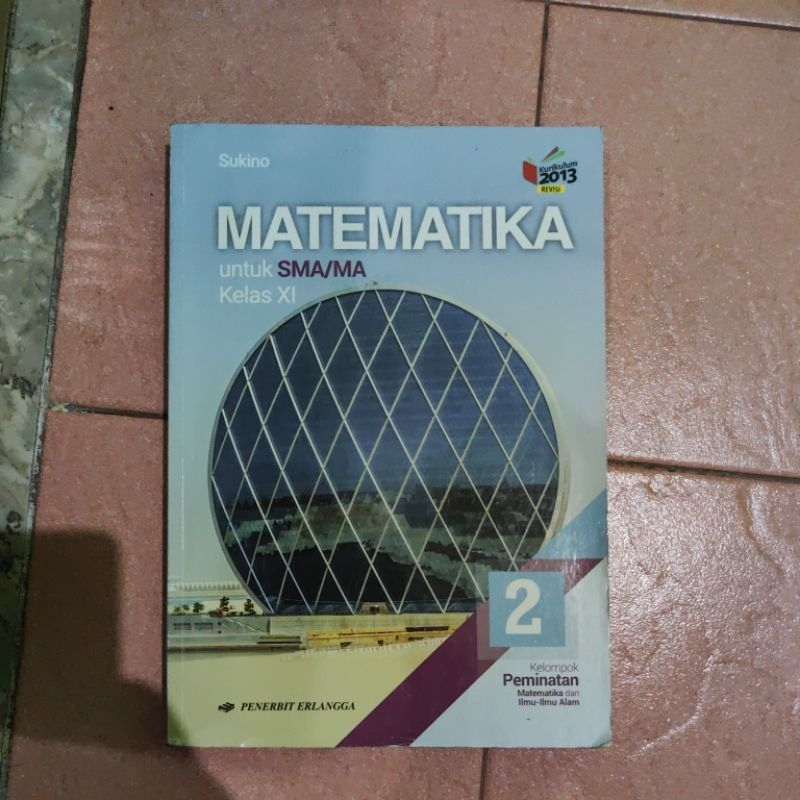 Sukino
Kurikulum
2013
REVISI
MATEMATIKA
untuk SMA/MA
Kelas XI
2
Kelompok
Peminatan
Matematika dan
Ilmu-Ilmu Alam
PENERBIT ERLANGGA